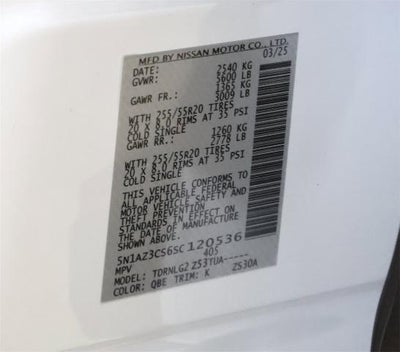 MFD BY NISSAN MOTOR CO., LTD.
DATE: 03/25
GVWR: 2540 KG
5600 LB
GAWR FR.: 1365 KG
3009 LB
WITH 255/55R20 TIRES
20 X 8.0 RIMS AT 35 PSI
COLD SINGLE
GAWR RR.: 1260 KG
2778 LB
WITH 255/55R20 TIRES
20 X 8.0 RIMS AT 35 PSI
COLD SINGLE
THIS VEHICLE CONFORMS TO
ALL APPLICABLE FEDERAL
MOTOR VEHICLE SAFETY AND
THEFT PREVENTION
STANDARDS IN EFFECT ON
THE DATE OF MANUFACTURE
SHOWN ABOVE.
5N1AZ3CS6SC120536
MPV 405
MODEL: TDRNLG2 Z53TUA-----
COLOR: QBE TRIM: K ZS30A